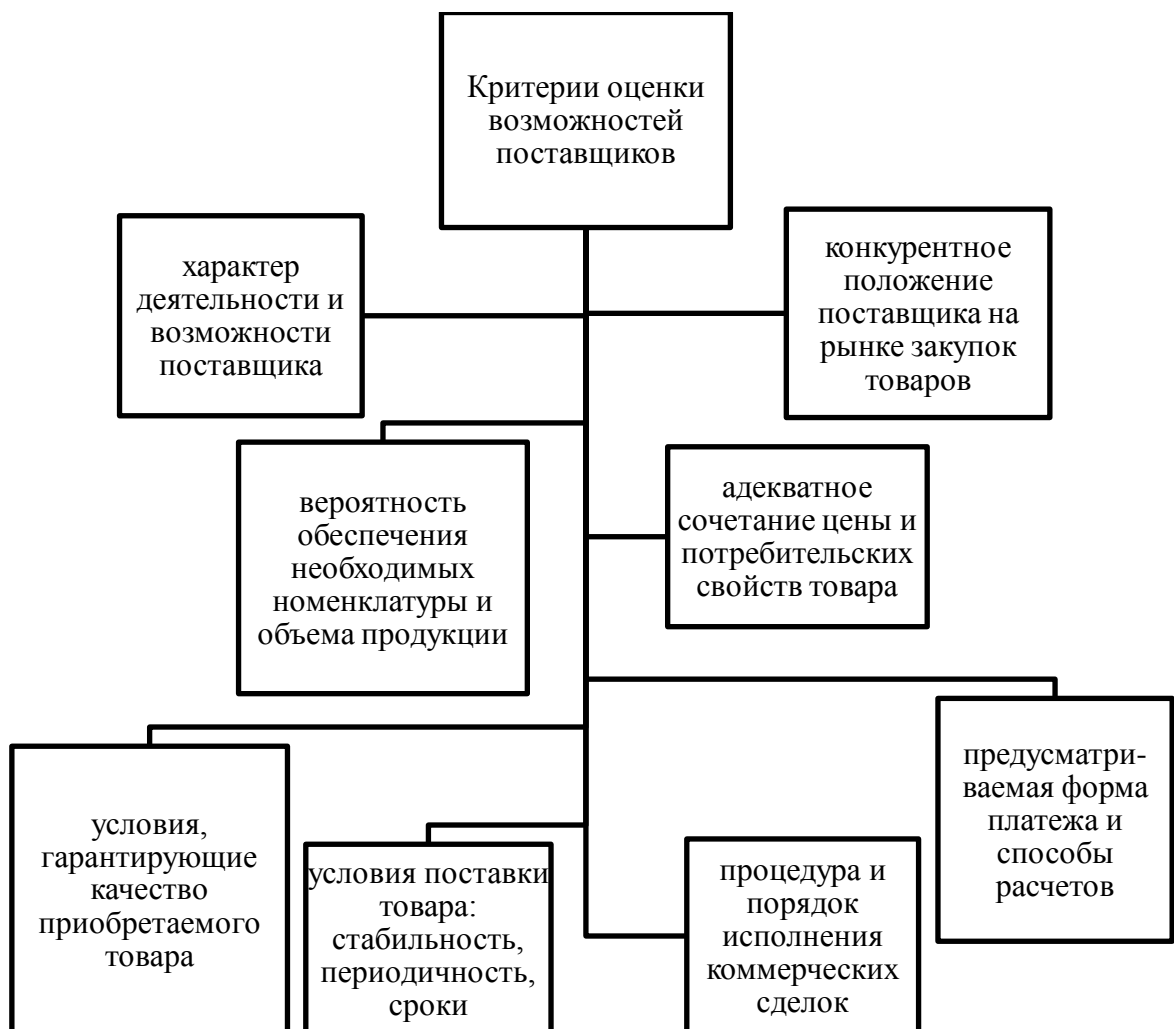 Критерии оценки
возможностей
поставщиков
характер
деятельности и
возможности
поставщика
конкурентное
положение
поставщика на
рынке закупок
товаров
вероятность
обеспечения
необходимых
номенклатуры и
объема продукции
адекватное
сочетание цены и
потребительских
свойств товара
условия,
гарантирующие
качество
приобретаемого
товара
условия поставки
товара:
стабильность,
периодичность,
сроки
процедура и
порядок
исполнения
коммерческих
сделок
предусматри-
ваемая форма
платежа и
способы
расчетов